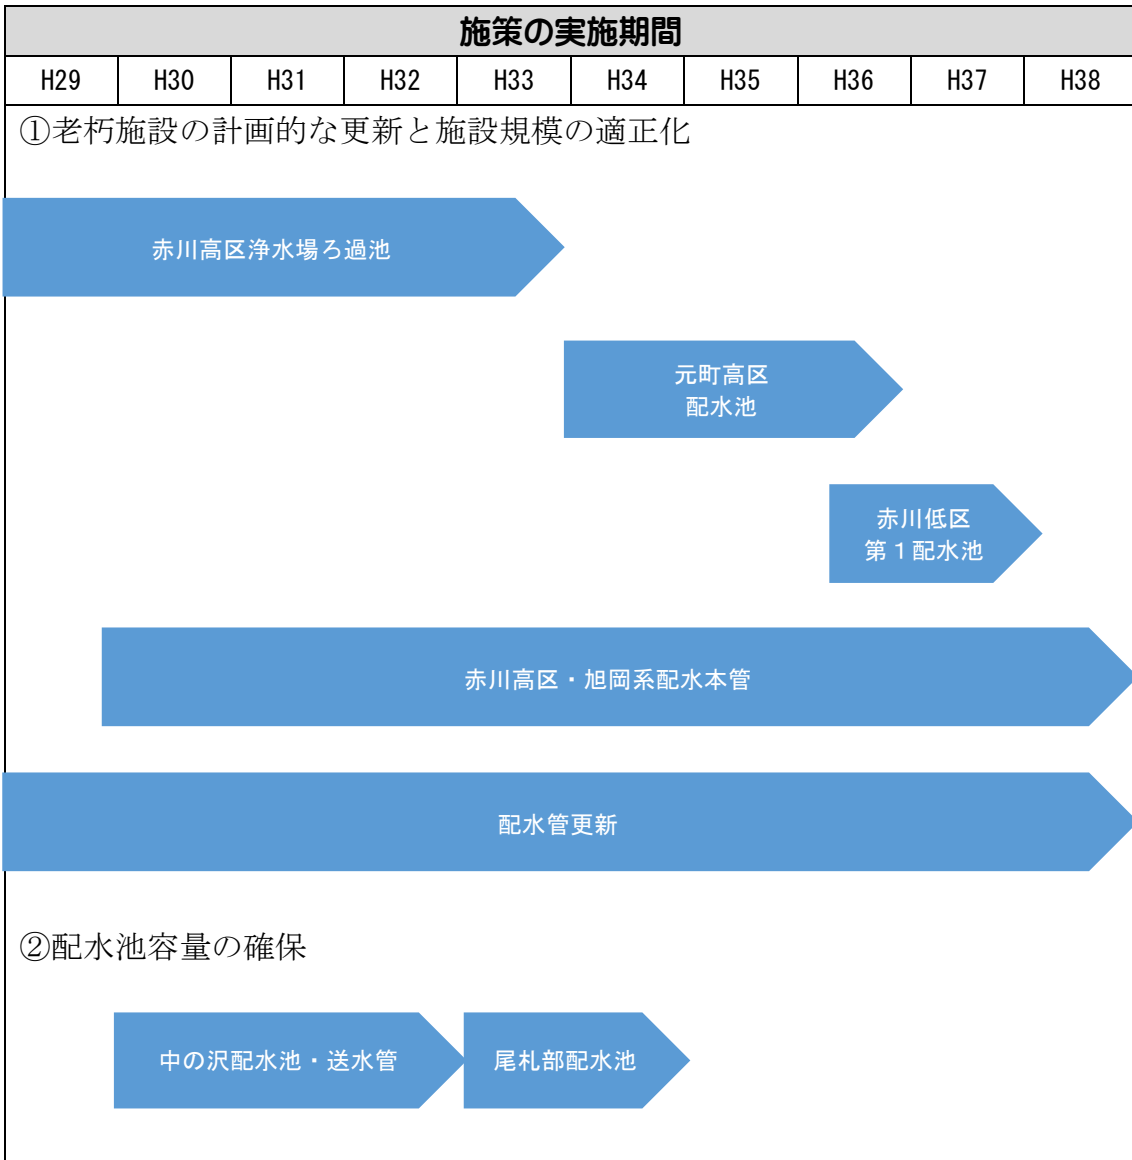 施策の実施期間
H29 H30 H31 H32 H33 H34 H35 H36 H37 H38
①老朽施設の計画的な更新と施設規模の適正化
赤川高区浄水場ろ過池
元町高区
配水池
赤川低区
第１配水池
赤川高区・旭岡系配水本管
配水管更新
②配水池容量の確保
中の沢配水池・送水管
尾札部配水池